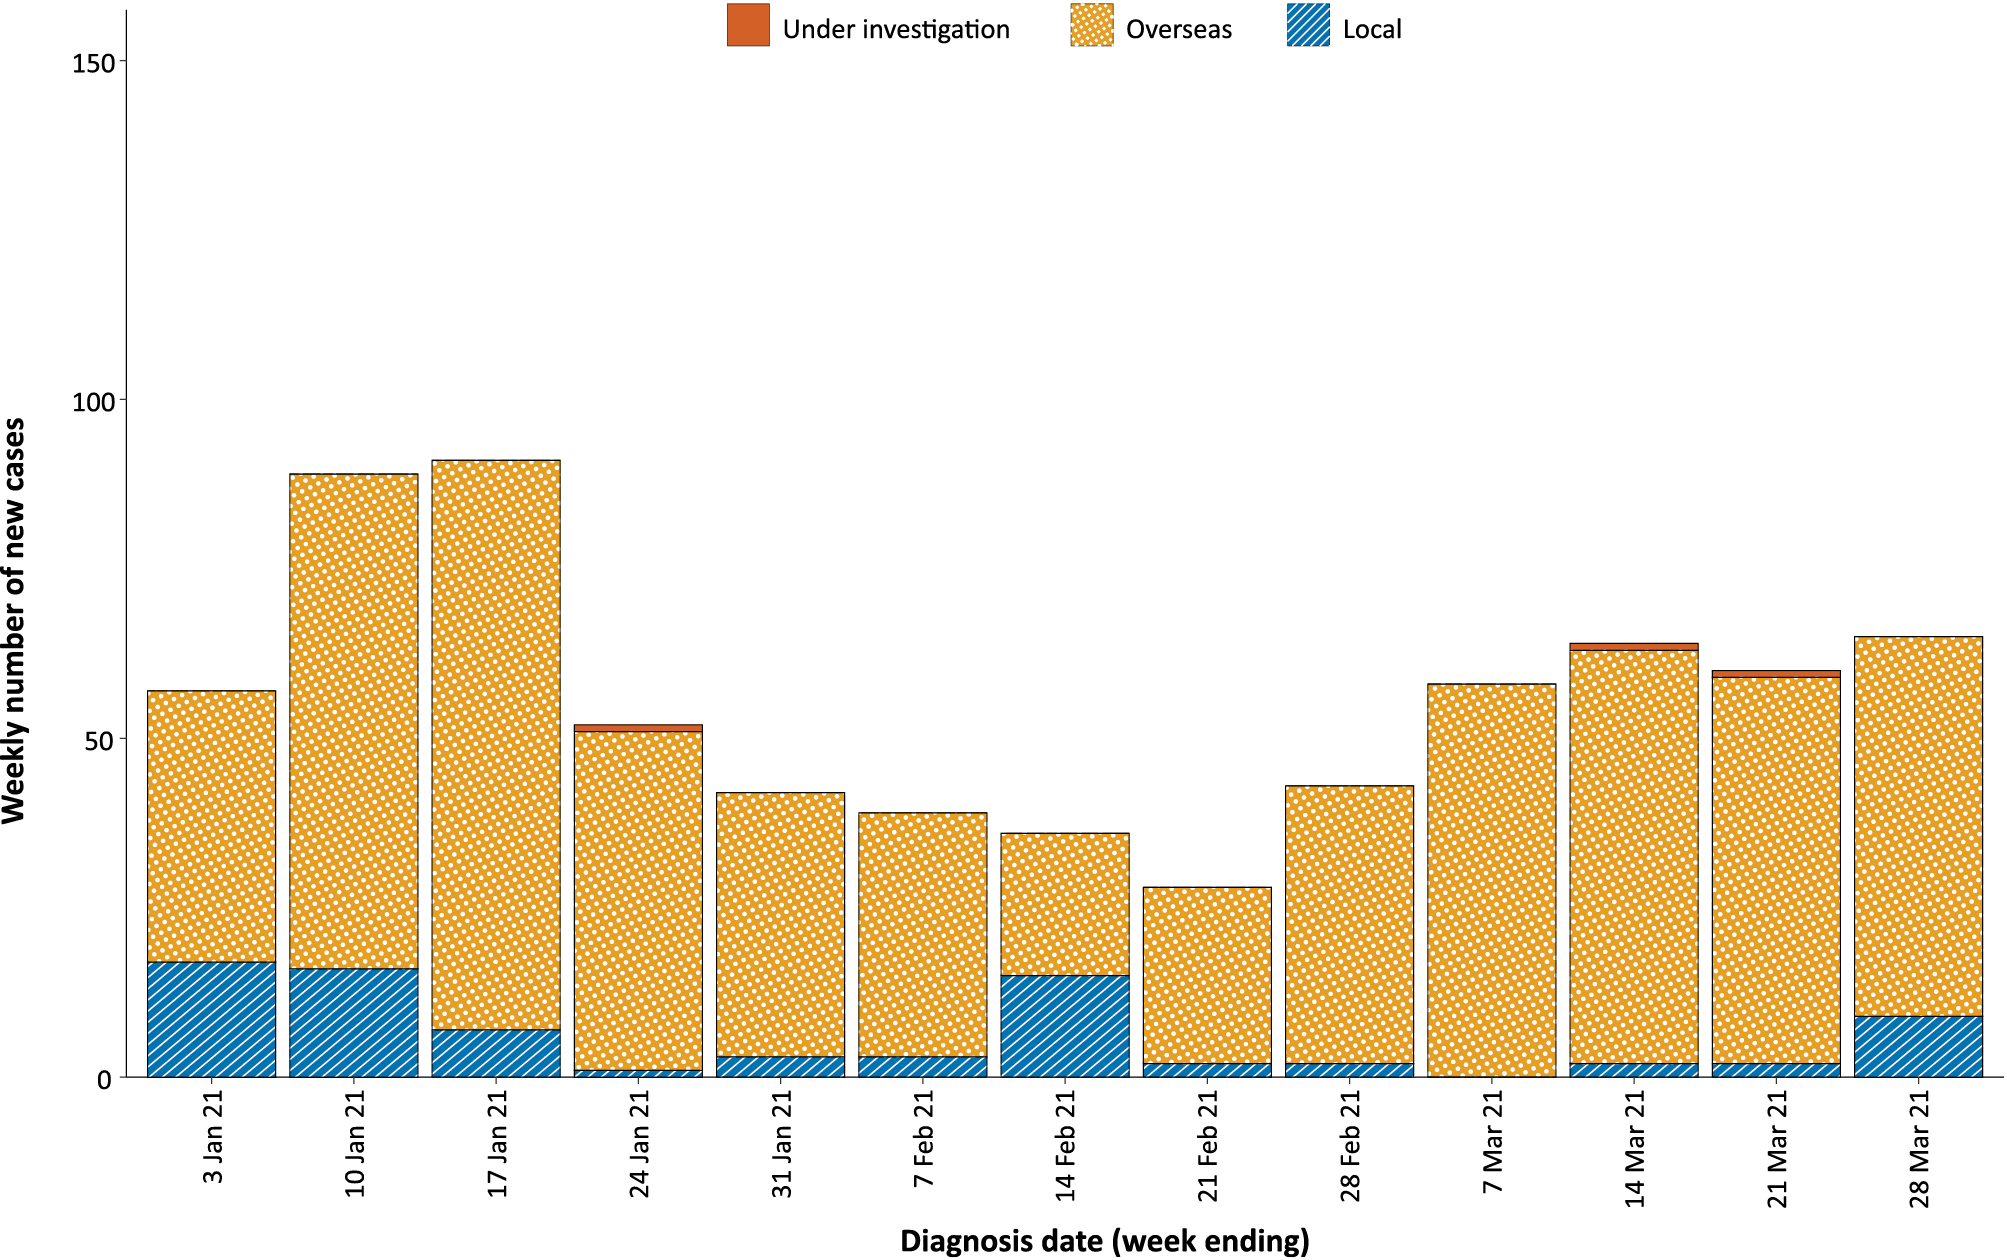 Under investigation
Overseas
Local
Weekly number of new cases
150
100
50
0
3 Jan 21
10 Jan 21
17 Jan 21
24 Jan 21
31 Jan 21
7 Feb 21
14 Feb 21
21 Feb 21
28 Feb 21
7 Mar 21
14 Mar 21
21 Mar 21
28 Mar 21
Diagnosis date (week ending)